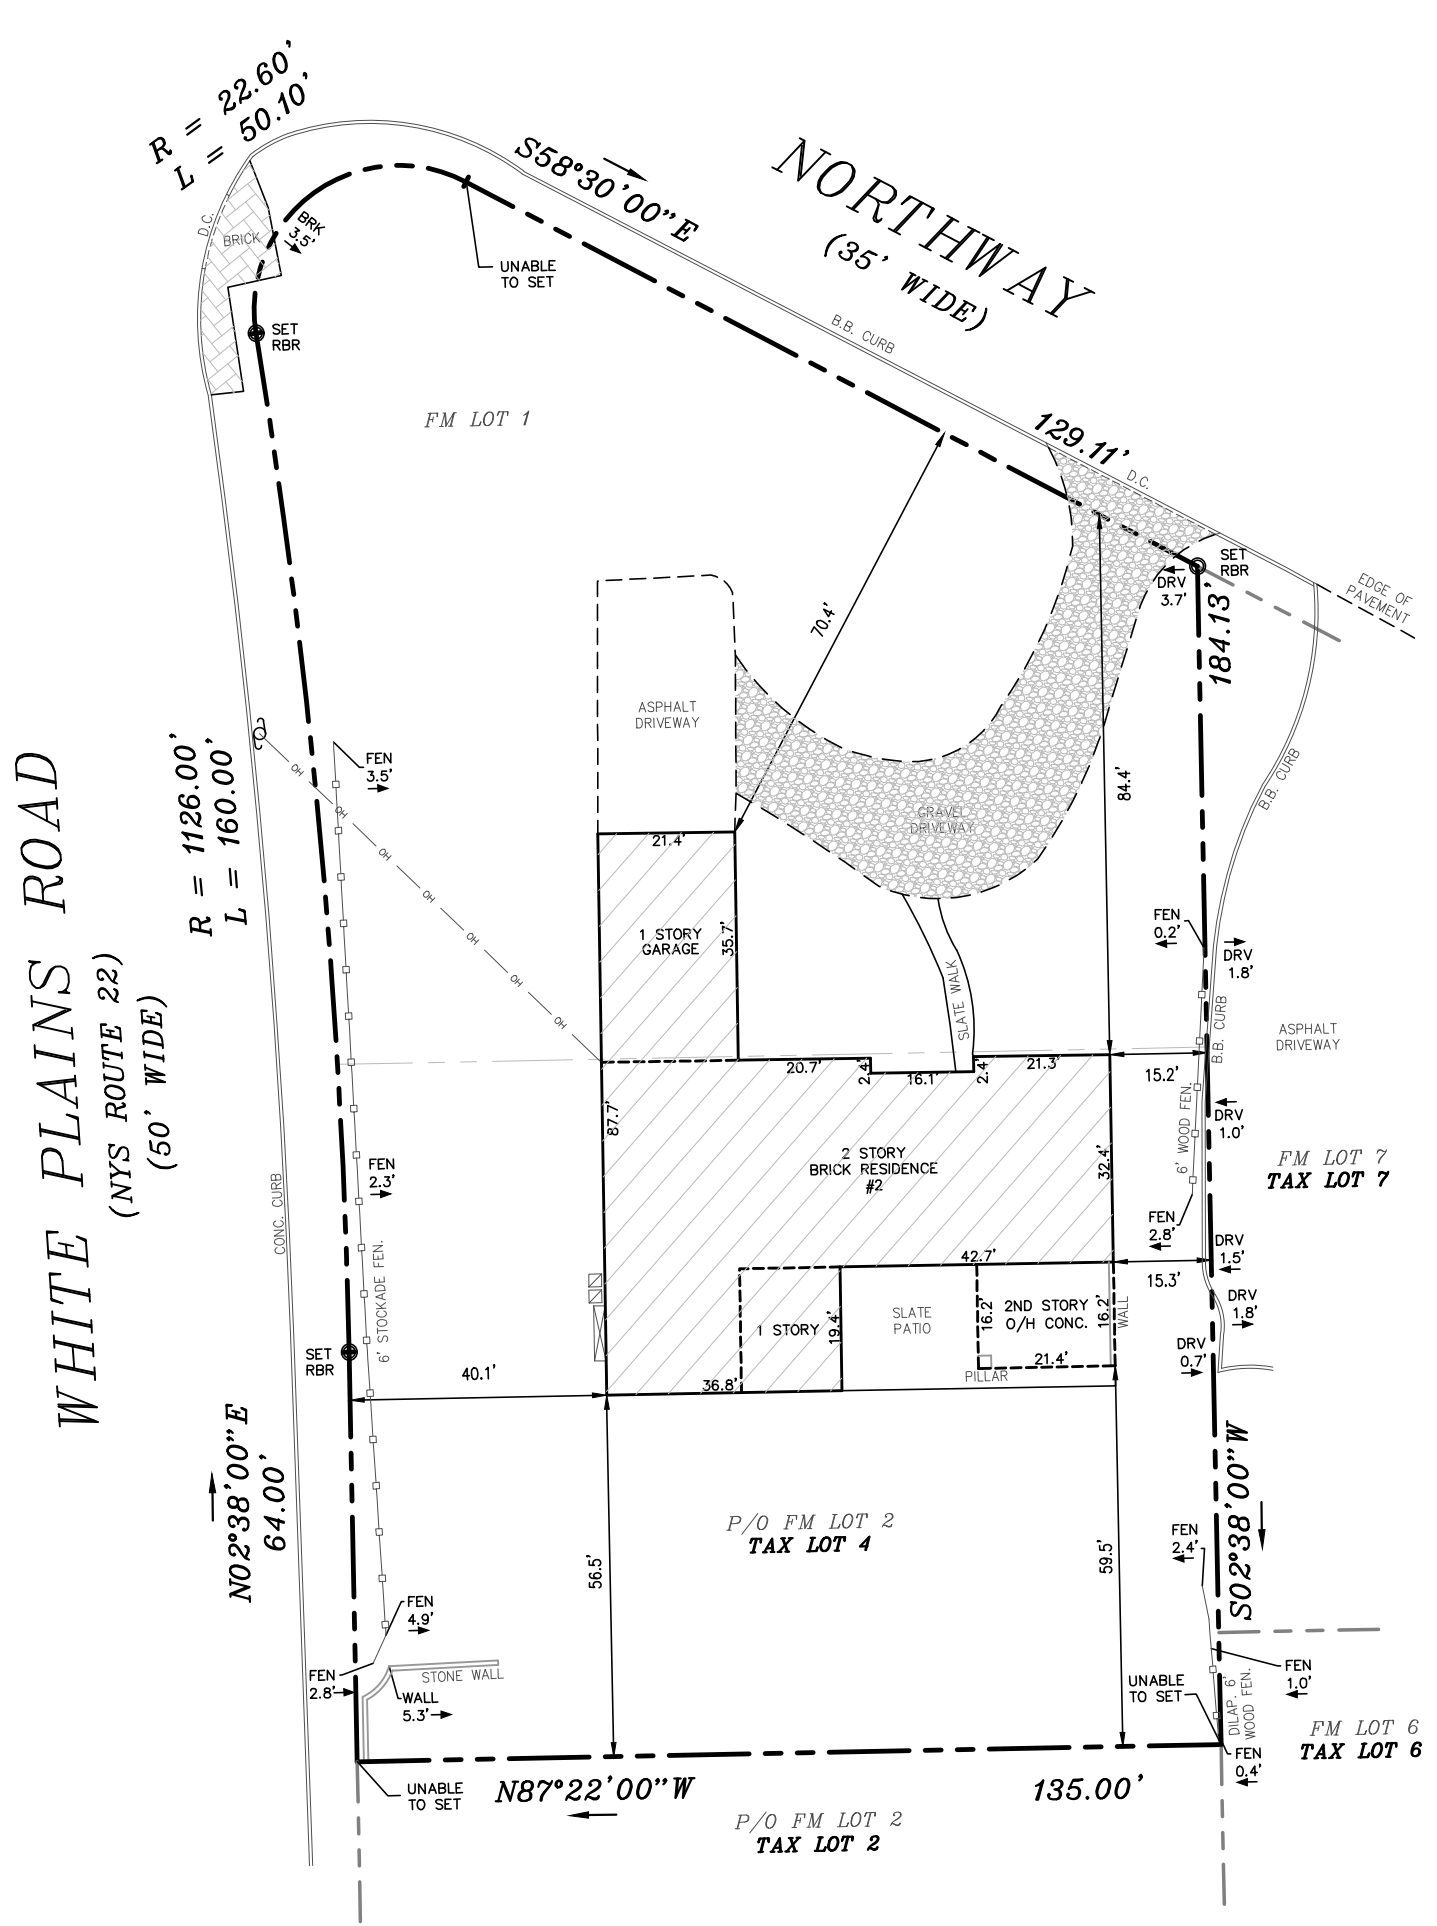 R = 22.60'
L = 50.10'
S58°30'00"E
NORTHWAY
(35' WIDE)
D.C.
BRICK
BRK
3.5'
UNABLE
TO SET
SET
RBR
B.B. CURB
FM LOT 1
129.11'
D.C.
SET
RBR
EDGE OF
PAVEMENT
DRV
3.7'
184.13'
70.4'
ASPHALT
DRIVEWAY
FEN
3.5'
OH
OH
OH
OH
OH
OH
OH
R = 1126.00'
L = 160.00'
WHITE PLAINS ROAD
(NYS ROUTE 22)
(50' WIDE)
84.4'
B.B. CURB
GRAVEL
DRIVEWAY
21.4'
1 STORY
GARAGE
35.7'
SLATE WALK
FEN
0.2'
DRV
1.8'
B.B. CURB
ASPHALT
DRIVEWAY
20.7'
2.4'
16.1'
2.4'
21.3'
15.2'
87.7'
6' WOOD FEN.
DRV
1.0'
2 STORY
BRICK RESIDENCE
#2
32.4'
FM LOT 7
TAX LOT 7
CONC. CURB
FEN
2.3'
6' STOCKADE FEN.
FEN
2.8'
DRV
1.5'
42.7'
15.3'
DRV
1.8'
1 STORY
19.4'
SLATE
PATIO
16.2'
2ND STORY
O/H CONC.
16.2'
WALL
21.4'
PILLAR
DRV
0.7'
SET
RBR
40.1'
36.8'
N02°38'00"E
64.00'
S02°38'00"W
P/O FM LOT 2
TAX LOT 4
56.5'
59.5'
FEN
2.4'
FEN
4.9'
FEN
2.8'
STONE WALL
WALL
5.3'
UNABLE
TO SET
DILAP. 6'
WOOD FEN.
FEN
1.0'
FM LOT 6
TAX LOT 6
FEN
0.4'
UNABLE
TO SET
N87°22'00"W
135.00'
P/O FM LOT 2
TAX LOT 2